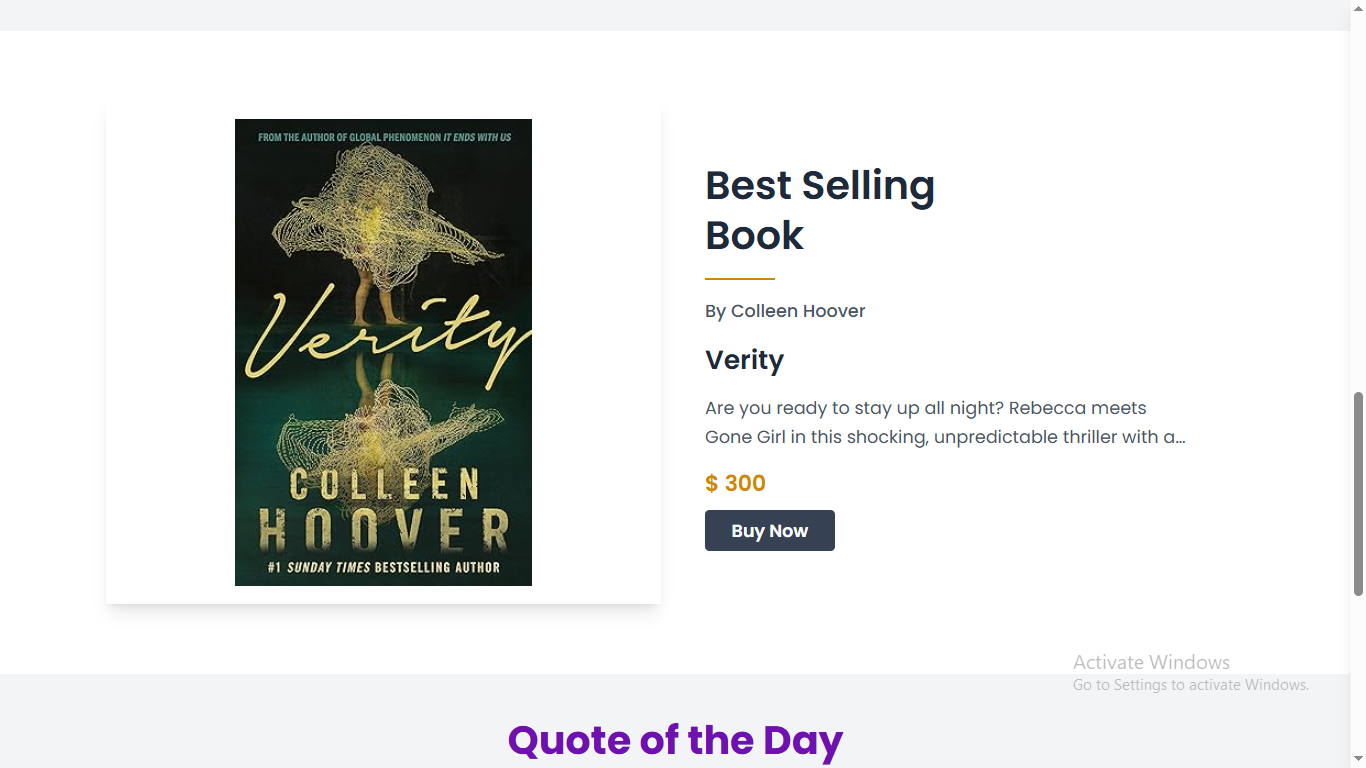 FROM THE AUTHOR OF GLOBAL PHENOMENON IT ENDS WITH US
Verity
COLLEEN
HOOVER
#1 SUNDAY TIMES BESTSELLING AUTHOR
Best Selling
Book
By Colleen Hoover
Verity
Are you ready to stay up all night? Rebecca meets
Gone Girl in this shocking, unpredictable thriller with a...
$ 300
Buy Now
Activate Windows
Go to Settings to activate Windows.
Quote of the Day